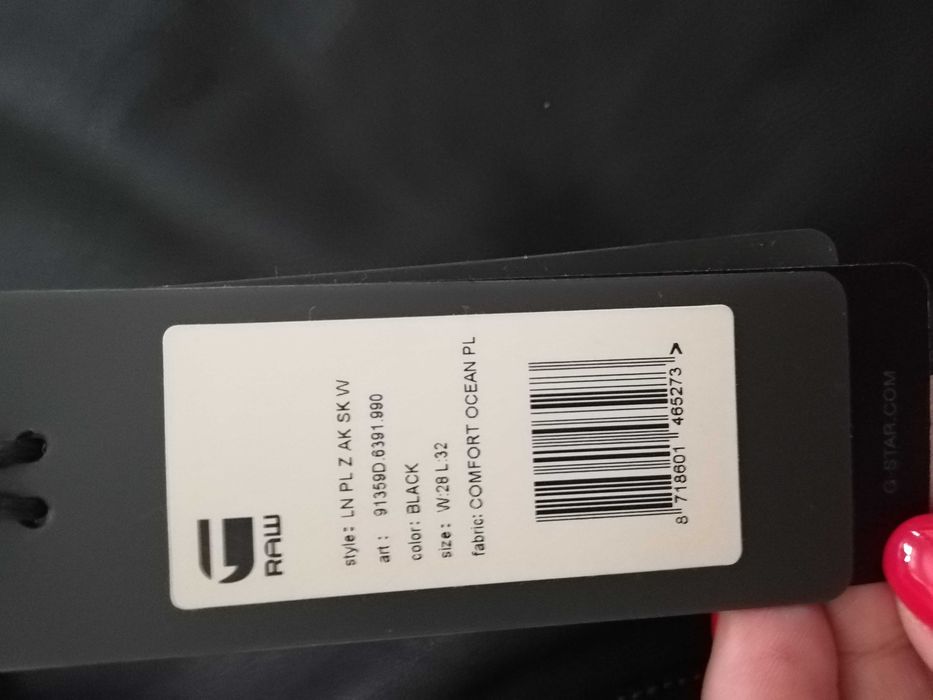 RAW
style: LN PL Z AK SK W
art: 91359D.6391.990
color: BLACK
size: W:28 L:32
fabric: COMFORT OCEAN PL
8 718601 465273 >
G-STAR.COM